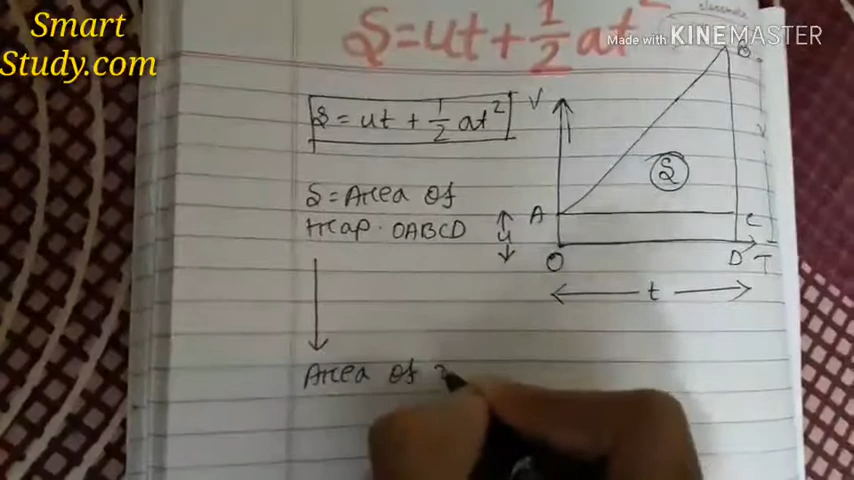 Smart
Study.com
S=ut+1/2at²
classmate
Made with KINEMASTER
S = ut + 1/2 at²
V
B
S = Area of
trap. OABCD
S
A
u
C
V
O
D
T
t
Area of